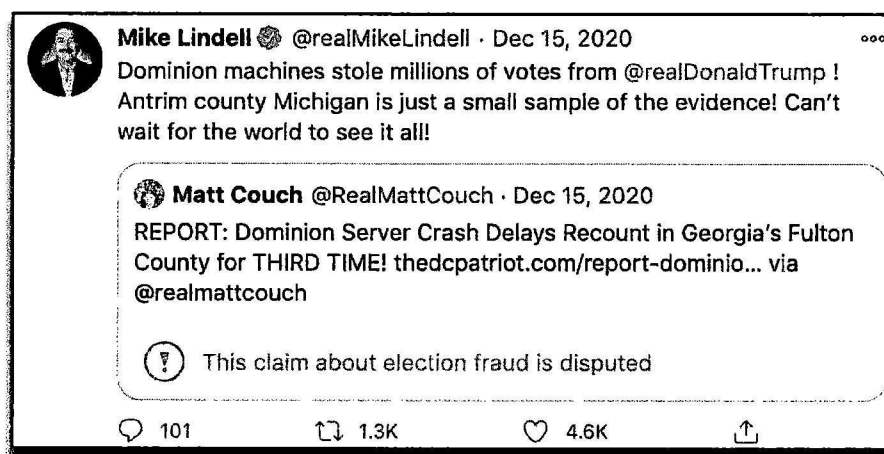 Mike Lindell @realMikeLindell · Dec 15, 2020
Dominion machines stole millions of votes from @realDonaldTrump !
Antrim county Michigan is just a small sample of the evidence! Can't
wait for the world to see it all!
Matt Couch @RealMattCouch · Dec 15, 2020
REPORT: Dominion Server Crash Delays Recount in Georgia's Fulton
County for THIRD TIME! thedcpatriot.com/report-dominio... via
@realmattcouch
This claim about election fraud is disputed
101 1.3K 4.6K